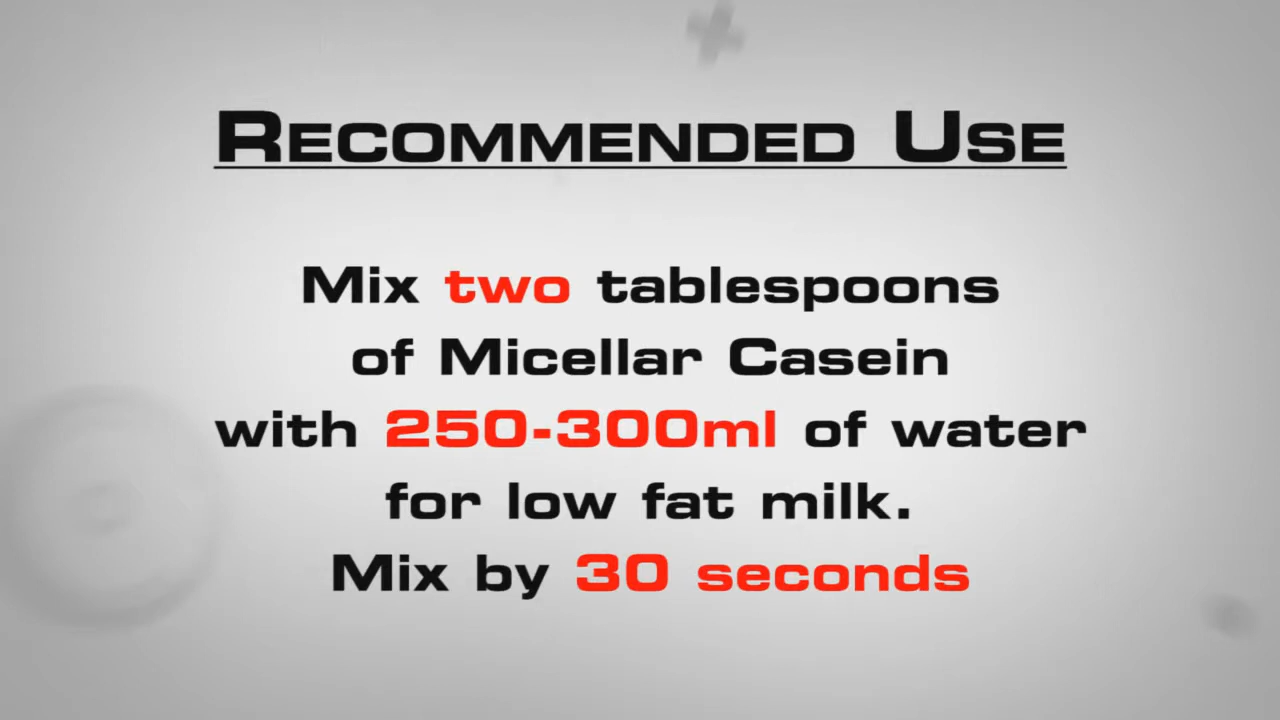 Recommended Use
Mix two tablespoons
of Micellar Casein
with 250-300ml of water
for low fat milk.
Mix by 30 seconds